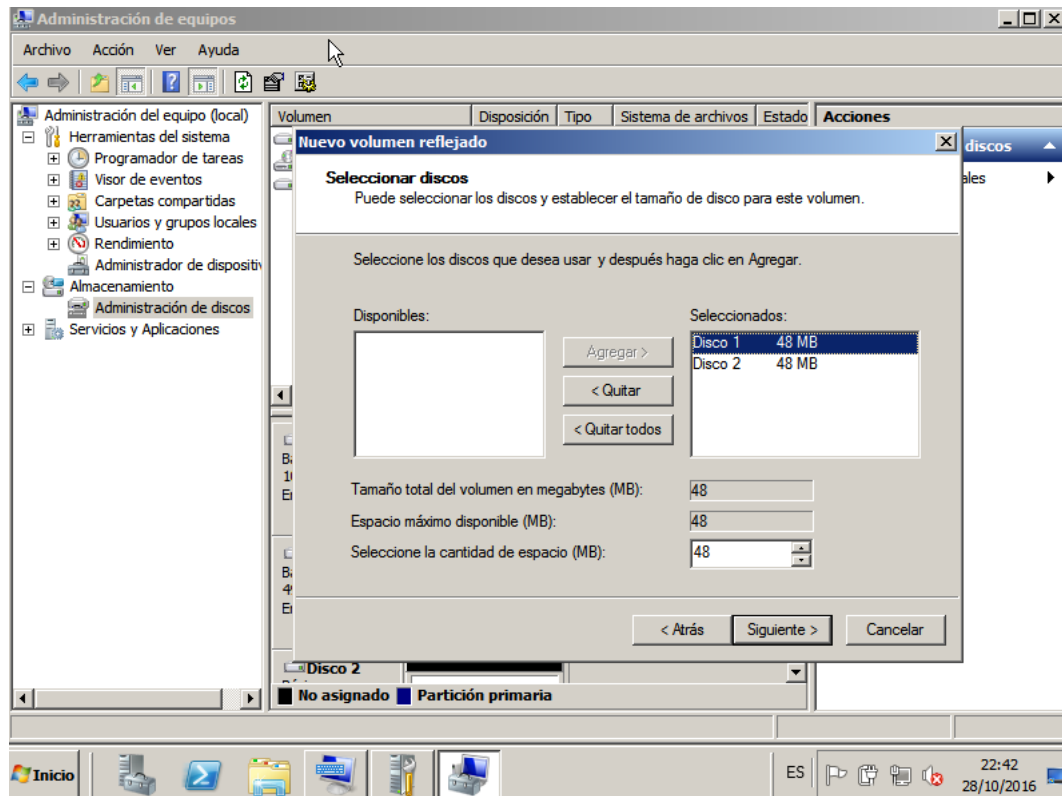 Administración de equipos
Archivo Acción Ver Ayuda
Administración del equipo (local)
Herramientas del sistema
Programador de tareas
Visor de eventos
Carpetas compartidas
Usuarios y grupos locales
Rendimiento
Administrador de dispositiv
Almacenamiento
Administración de discos
Servicios y Aplicaciones
Volumen Disposición Tipo Sistema de archivos Estado
Acciones
discos
ales
Nuevo volumen reflejado
Seleccionar discos
Puede seleccionar los discos y establecer el tamaño de disco para este volumen.
Seleccione los discos que desea usar y después haga clic en Agregar.
Disponibles:
Seleccionados:
Agregar >
< Quitar
< Quitar todos
Disco 1 48 MB
Disco 2 48 MB
Tamaño total del volumen en megabytes (MB): 48
Espacio máximo disponible (MB): 48
Seleccione la cantidad de espacio (MB): 48
< Atrás Siguiente > Cancelar
Disco 2
No asignado Partición primaria
Inicio
ES
22:42
28/10/2016